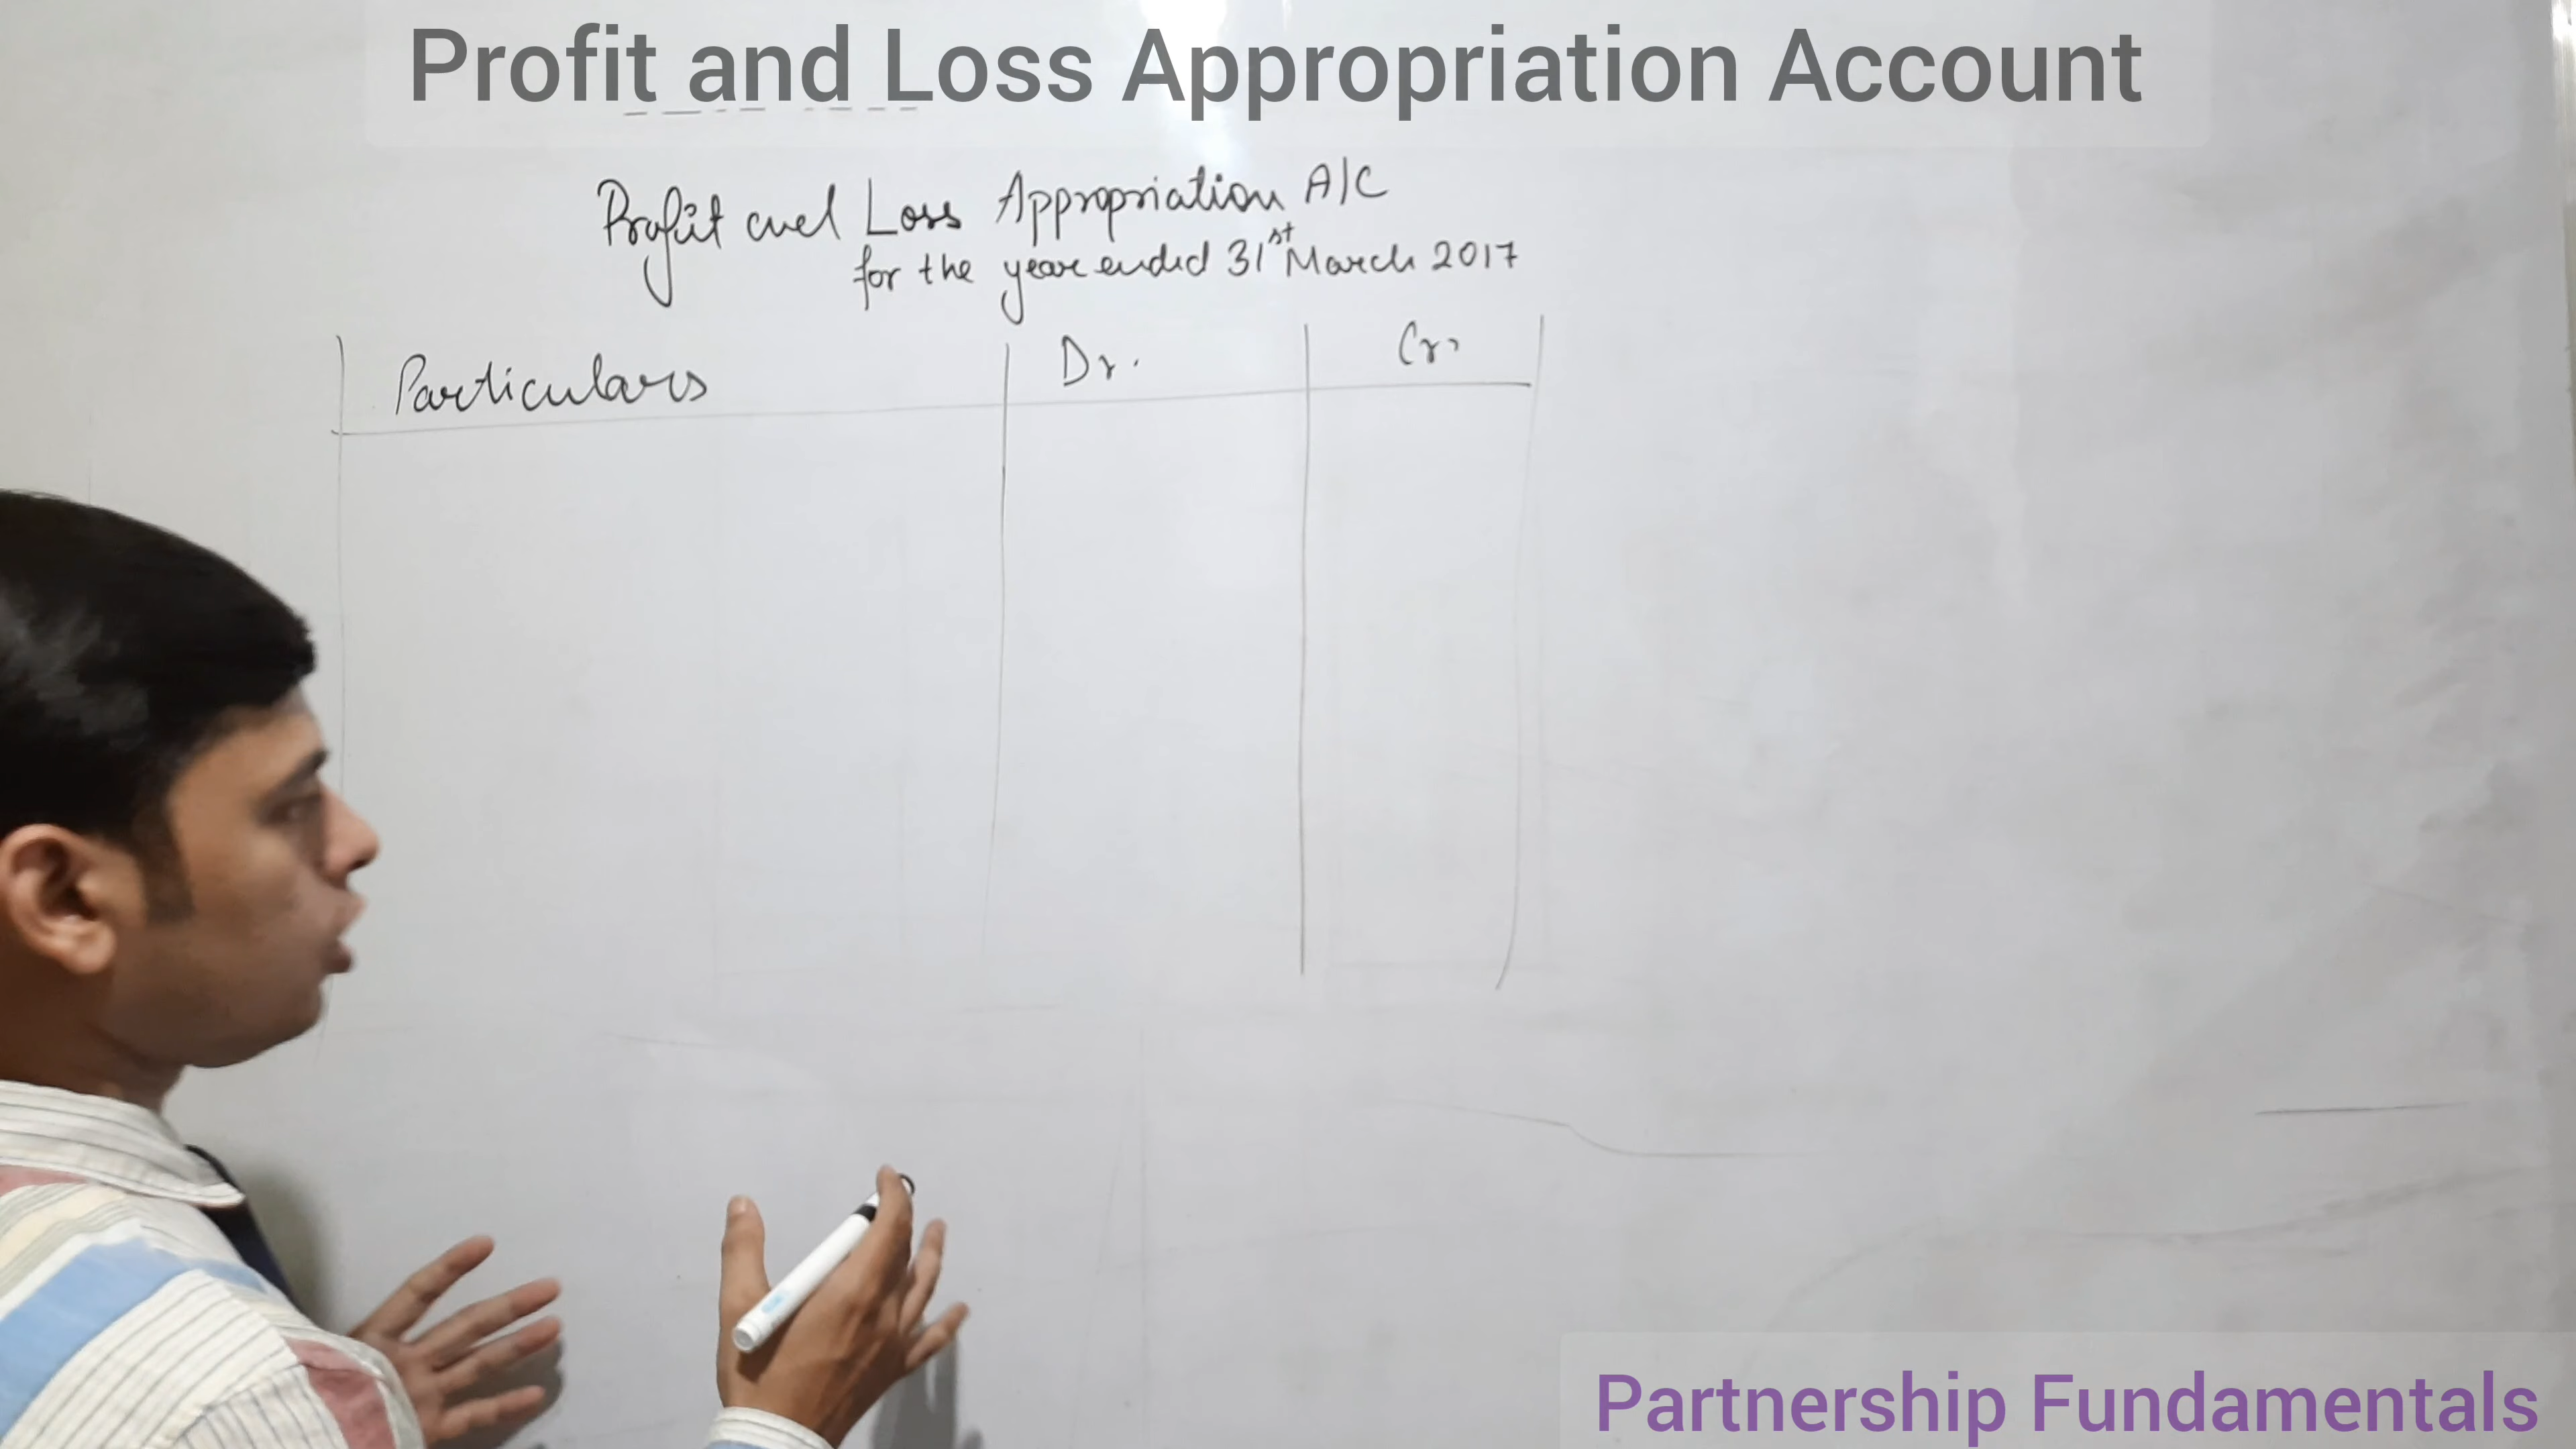 Profit and Loss Appropriation Account
Profit and Loss Appropriation A/C
for the year ended 31st March 2017
Particulars Dr. Cr.
Partnership Fundamentals